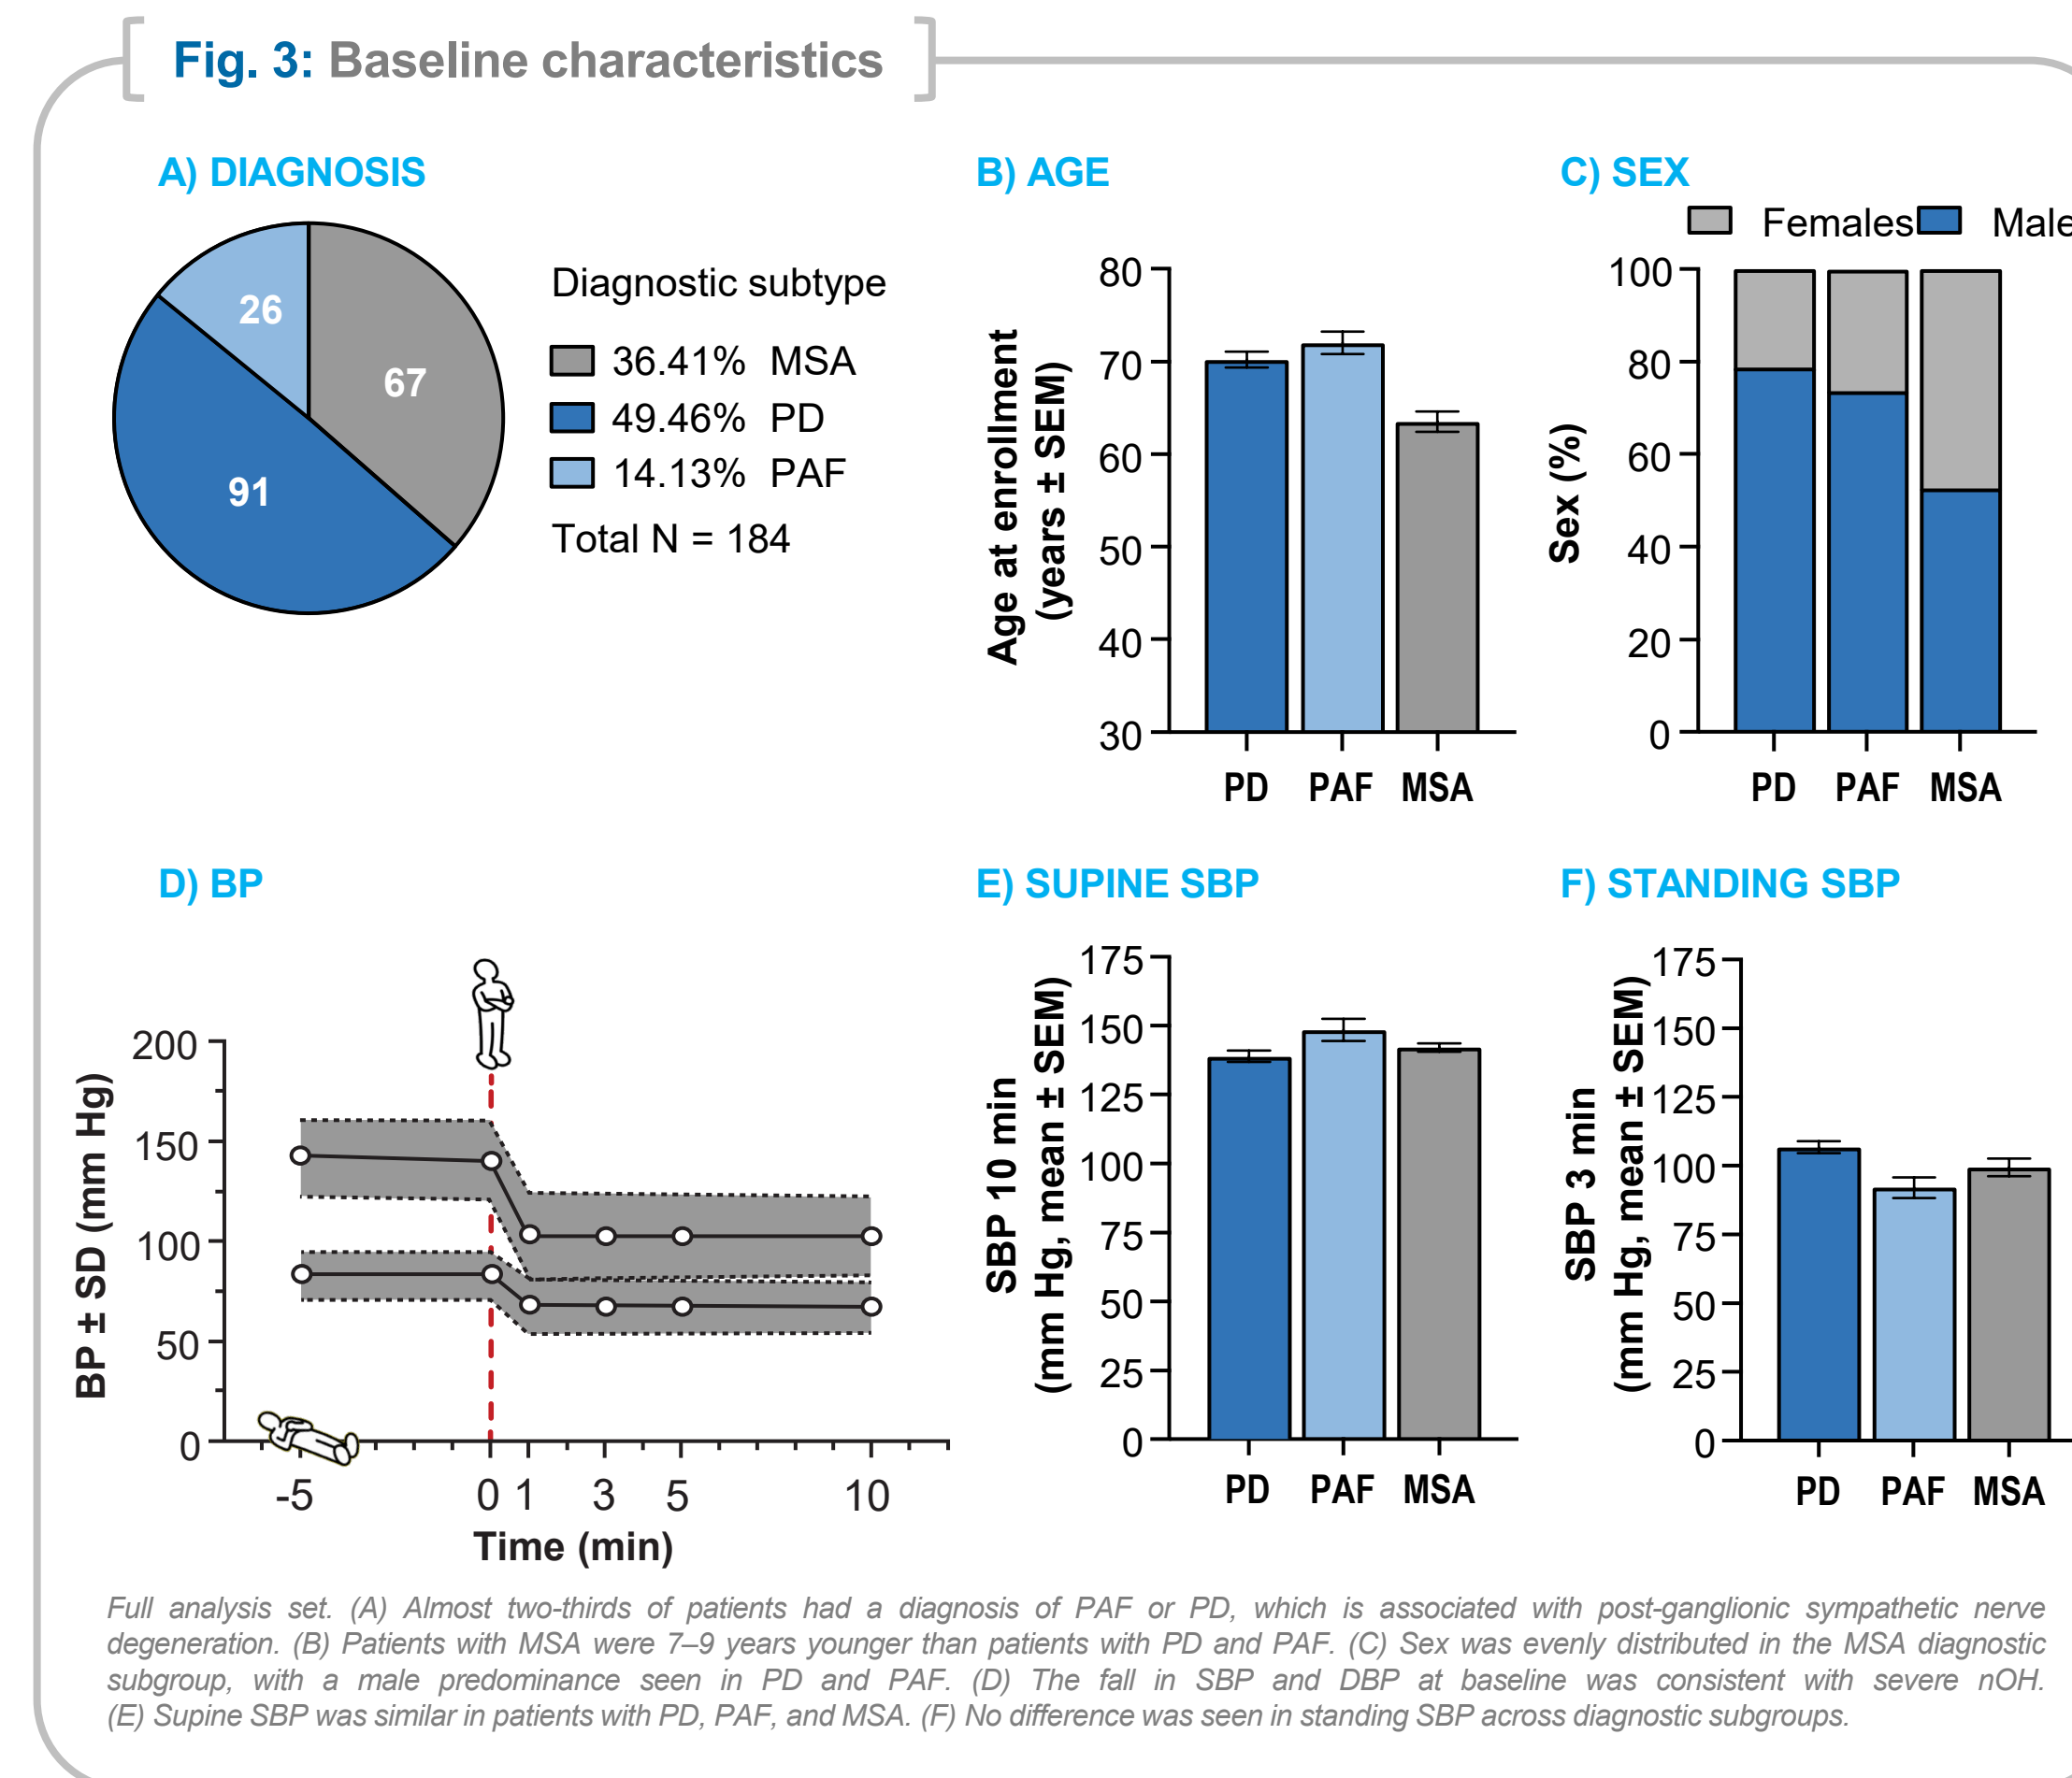 Fig. 3: Baseline characteristics
A) DIAGNOSIS
26
67
91
Diagnostic subtype
36.41% MSA
49.46% PD
14.13% PAF
Total N = 184
B) AGE
Age at enrollment
(years ± SEM)
80
70
60
50
40
30
PD PAF MSA
C) SEX
Females Male
Sex (%)
100
80
60
40
20
0
PD PAF MSA
D) BP
BP ± SD (mm Hg)
200
150
100
50
0
-5 0 1 3 5 10
Time (min)
E) SUPINE SBP
SBP 10 min
(mm Hg, mean ± SEM)
175
150
125
100
75
50
25
0
PD PAF MSA
F) STANDING SBP
SBP 3 min
(mm Hg, mean ± SEM)
175
150
125
100
75
50
25
0
PD PAF MSA
Full analysis set. (A) Almost two-thirds of patients had a diagnosis of PAF or PD, which is associated with post-ganglionic sympathetic nerve
degeneration. (B) Patients with MSA were 7–9 years younger than patients with PD and PAF. (C) Sex was evenly distributed in the MSA diagnostic
subgroup, with a male predominance seen in PD and PAF. (D) The fall in SBP and DBP at baseline was consistent with severe nOH.
(E) Supine SBP was similar in patients with PD, PAF, and MSA. (F) No difference was seen in standing SBP across diagnostic subgroups.